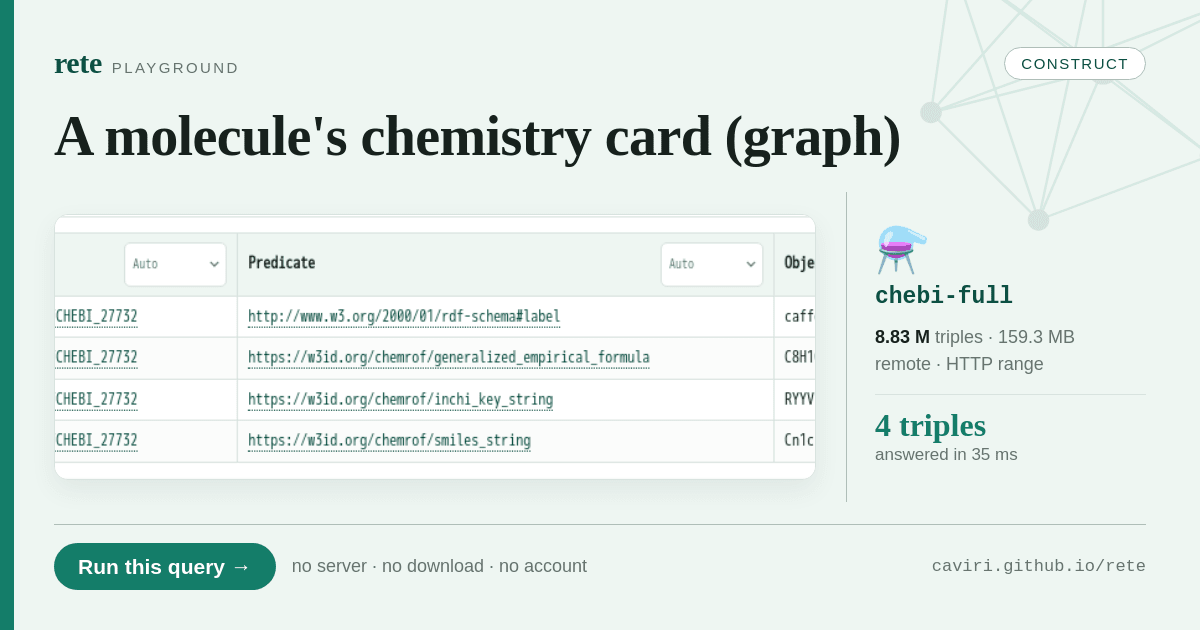 rete PLAYGROUND
CONSTRUCT
A molecule's chemistry card (graph)
Auto
Predicate
Auto
CHEBI_27732
http://www.w3.org/2000/01/rdf-schema#label
CHEBI_27732
https://w3id.org/chemrof/generalized_empirical_formula
CHEBI_27732
https://w3id.org/chemrof/inchi_key_string
RYYV
CHEBI_27732
https://w3id.org/chemrof/smiles_string
Cn1c
chebi-full
8.83 M triples · 159.3 MB
remote · HTTP range
4 triples
answered in 35 ms
Run this query →
no server · no download · no account
caviri.github.io/rete